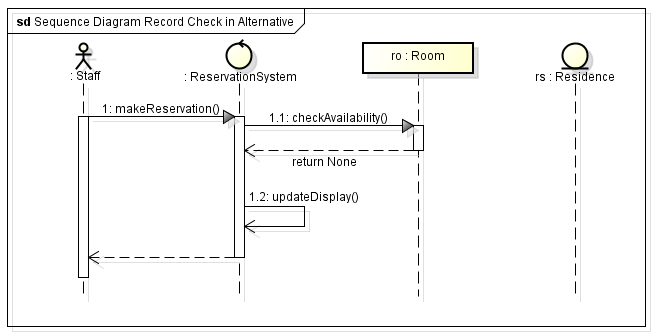 sd Sequence Diagram Record Check in Alternative
: Staff
: ReservationSystem
ro : Room
rs : Residence
1: makeReservation()
1.1: checkAvailability()
return None
1.2: updateDisplay()